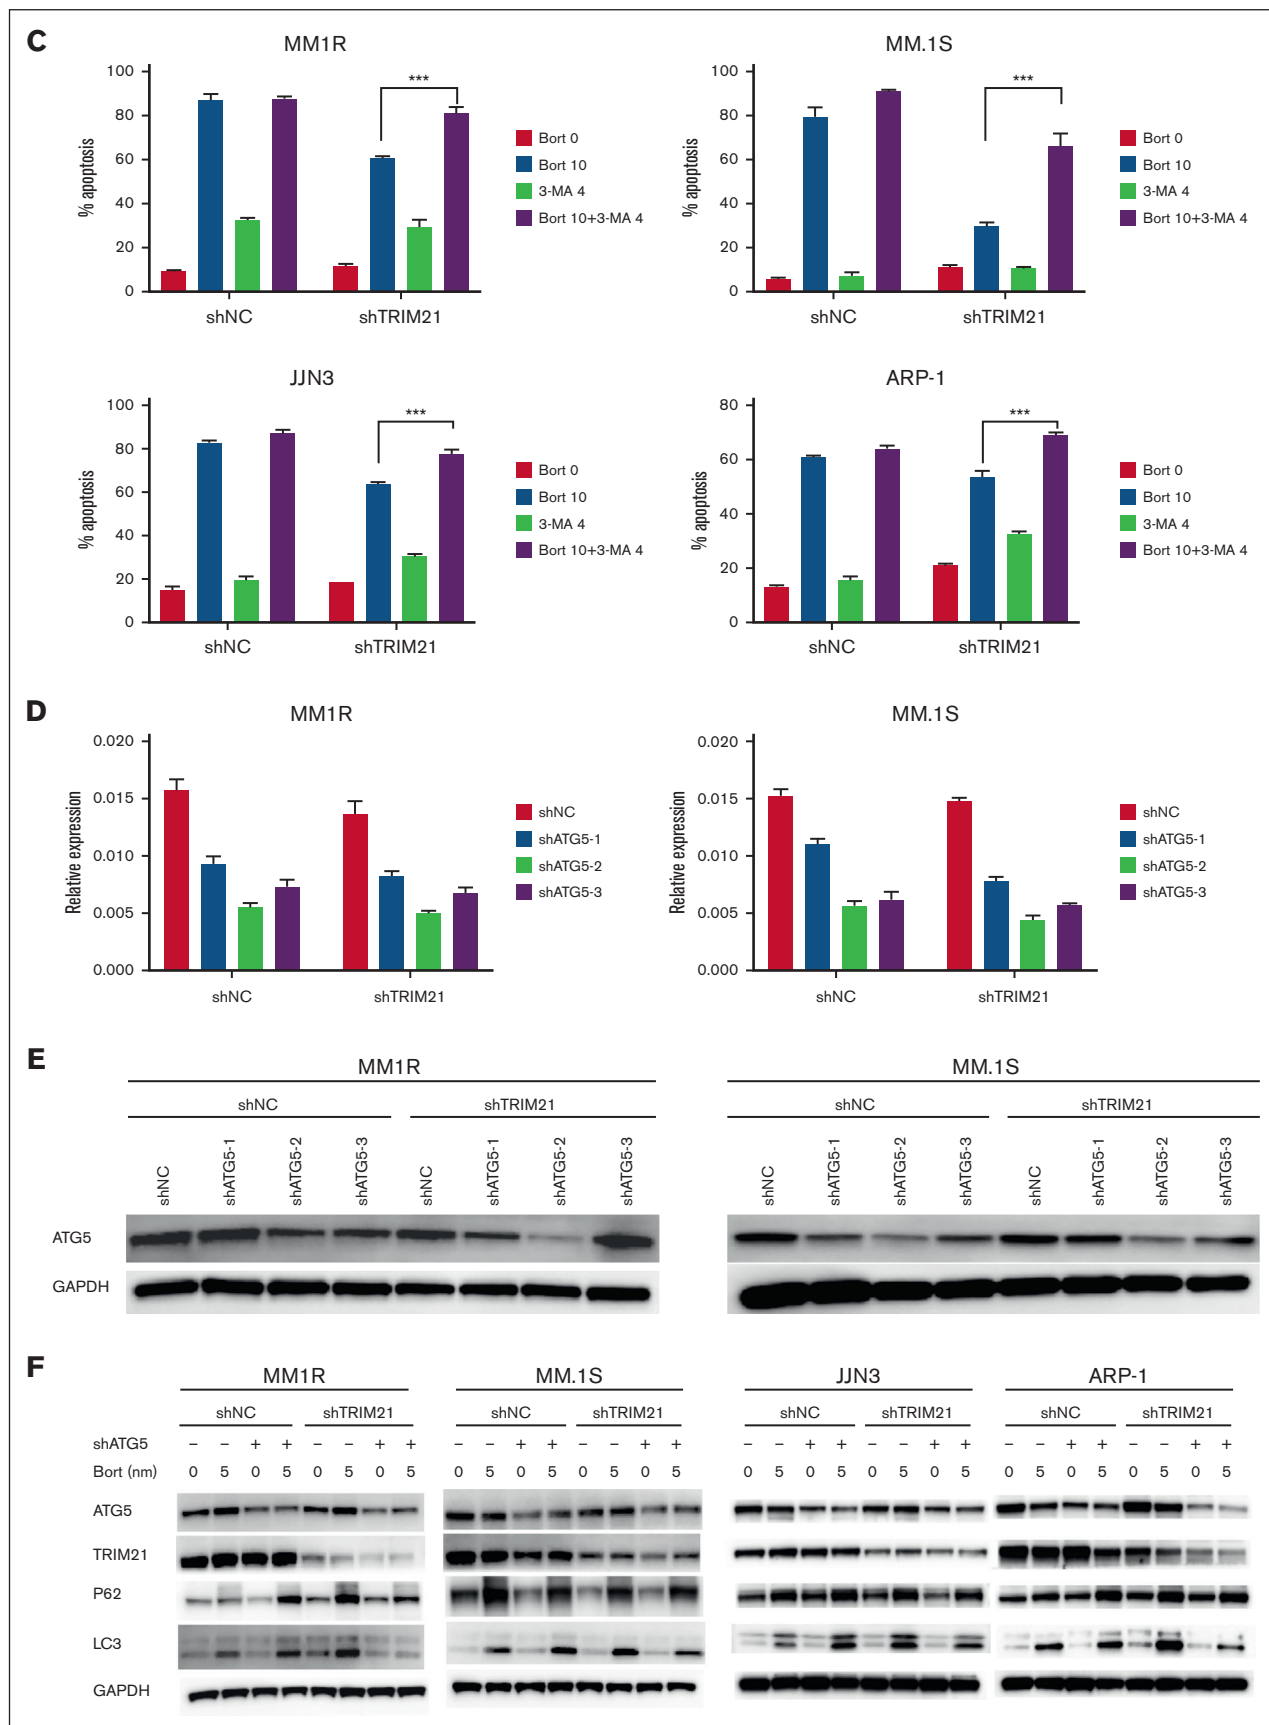 C
MM1R
% apoptosis
100
80
60
40
20
0
***
shNC
shTRIM21
Bort 0
Bort 10
3-MA 4
Bort 10+3-MA 4
MM.1S
% apoptosis
100
80
60
40
20
0
***
shNC
shTRIM21
Bort 0
Bort 10
3-MA 4
Bort 10+3-MA 4
JJN3
% apoptosis
100
80
60
40
20
0
***
shNC
shTRIM21
Bort 0
Bort 10
3-MA 4
Bort 10+3-MA 4
ARP-1
% apoptosis
80
60
40
20
0
***
shNC
shTRIM21
Bort 0
Bort 10
3-MA 4
Bort 10+3-MA 4
D
MM1R
Relative expression
0.020
0.015
0.010
0.005
0.000
shNC
shTRIM21
shNC
shATG5-1
shATG5-2
shATG5-3
MM.1S
Relative expression
0.020
0.015
0.010
0.005
0.000
shNC
shTRIM21
shNC
shATG5-1
shATG5-2
shATG5-3
E
MM1R
shNC shTRIM21
shNC shATG5-1 shATG5-2 shATG5-3 shNC shATG5-1 shATG5-2 shATG5-3
MM.1S
shNC shTRIM21
shNC shATG5-1 shATG5-2 shATG5-3 shNC shATG5-1 shATG5-2 shATG5-3
ATG5
GAPDH
F
MM1R MM.1S JJN3 ARP-1
shNC shTRIM21 shNC shTRIM21 shNC shTRIM21 shNC shTRIM21
shATG5 – – + + – – + + – – + + – – + + – – + + – – + + – – + + – – + +
Bort (nm) 0 5 0 5 0 5 0 5 0 5 0 5 0 5 0 5 0 5 0 5 0 5 0 5 0 5 0 5 0 5 0 5
ATG5
TRIM21
P62
LC3
GAPDH